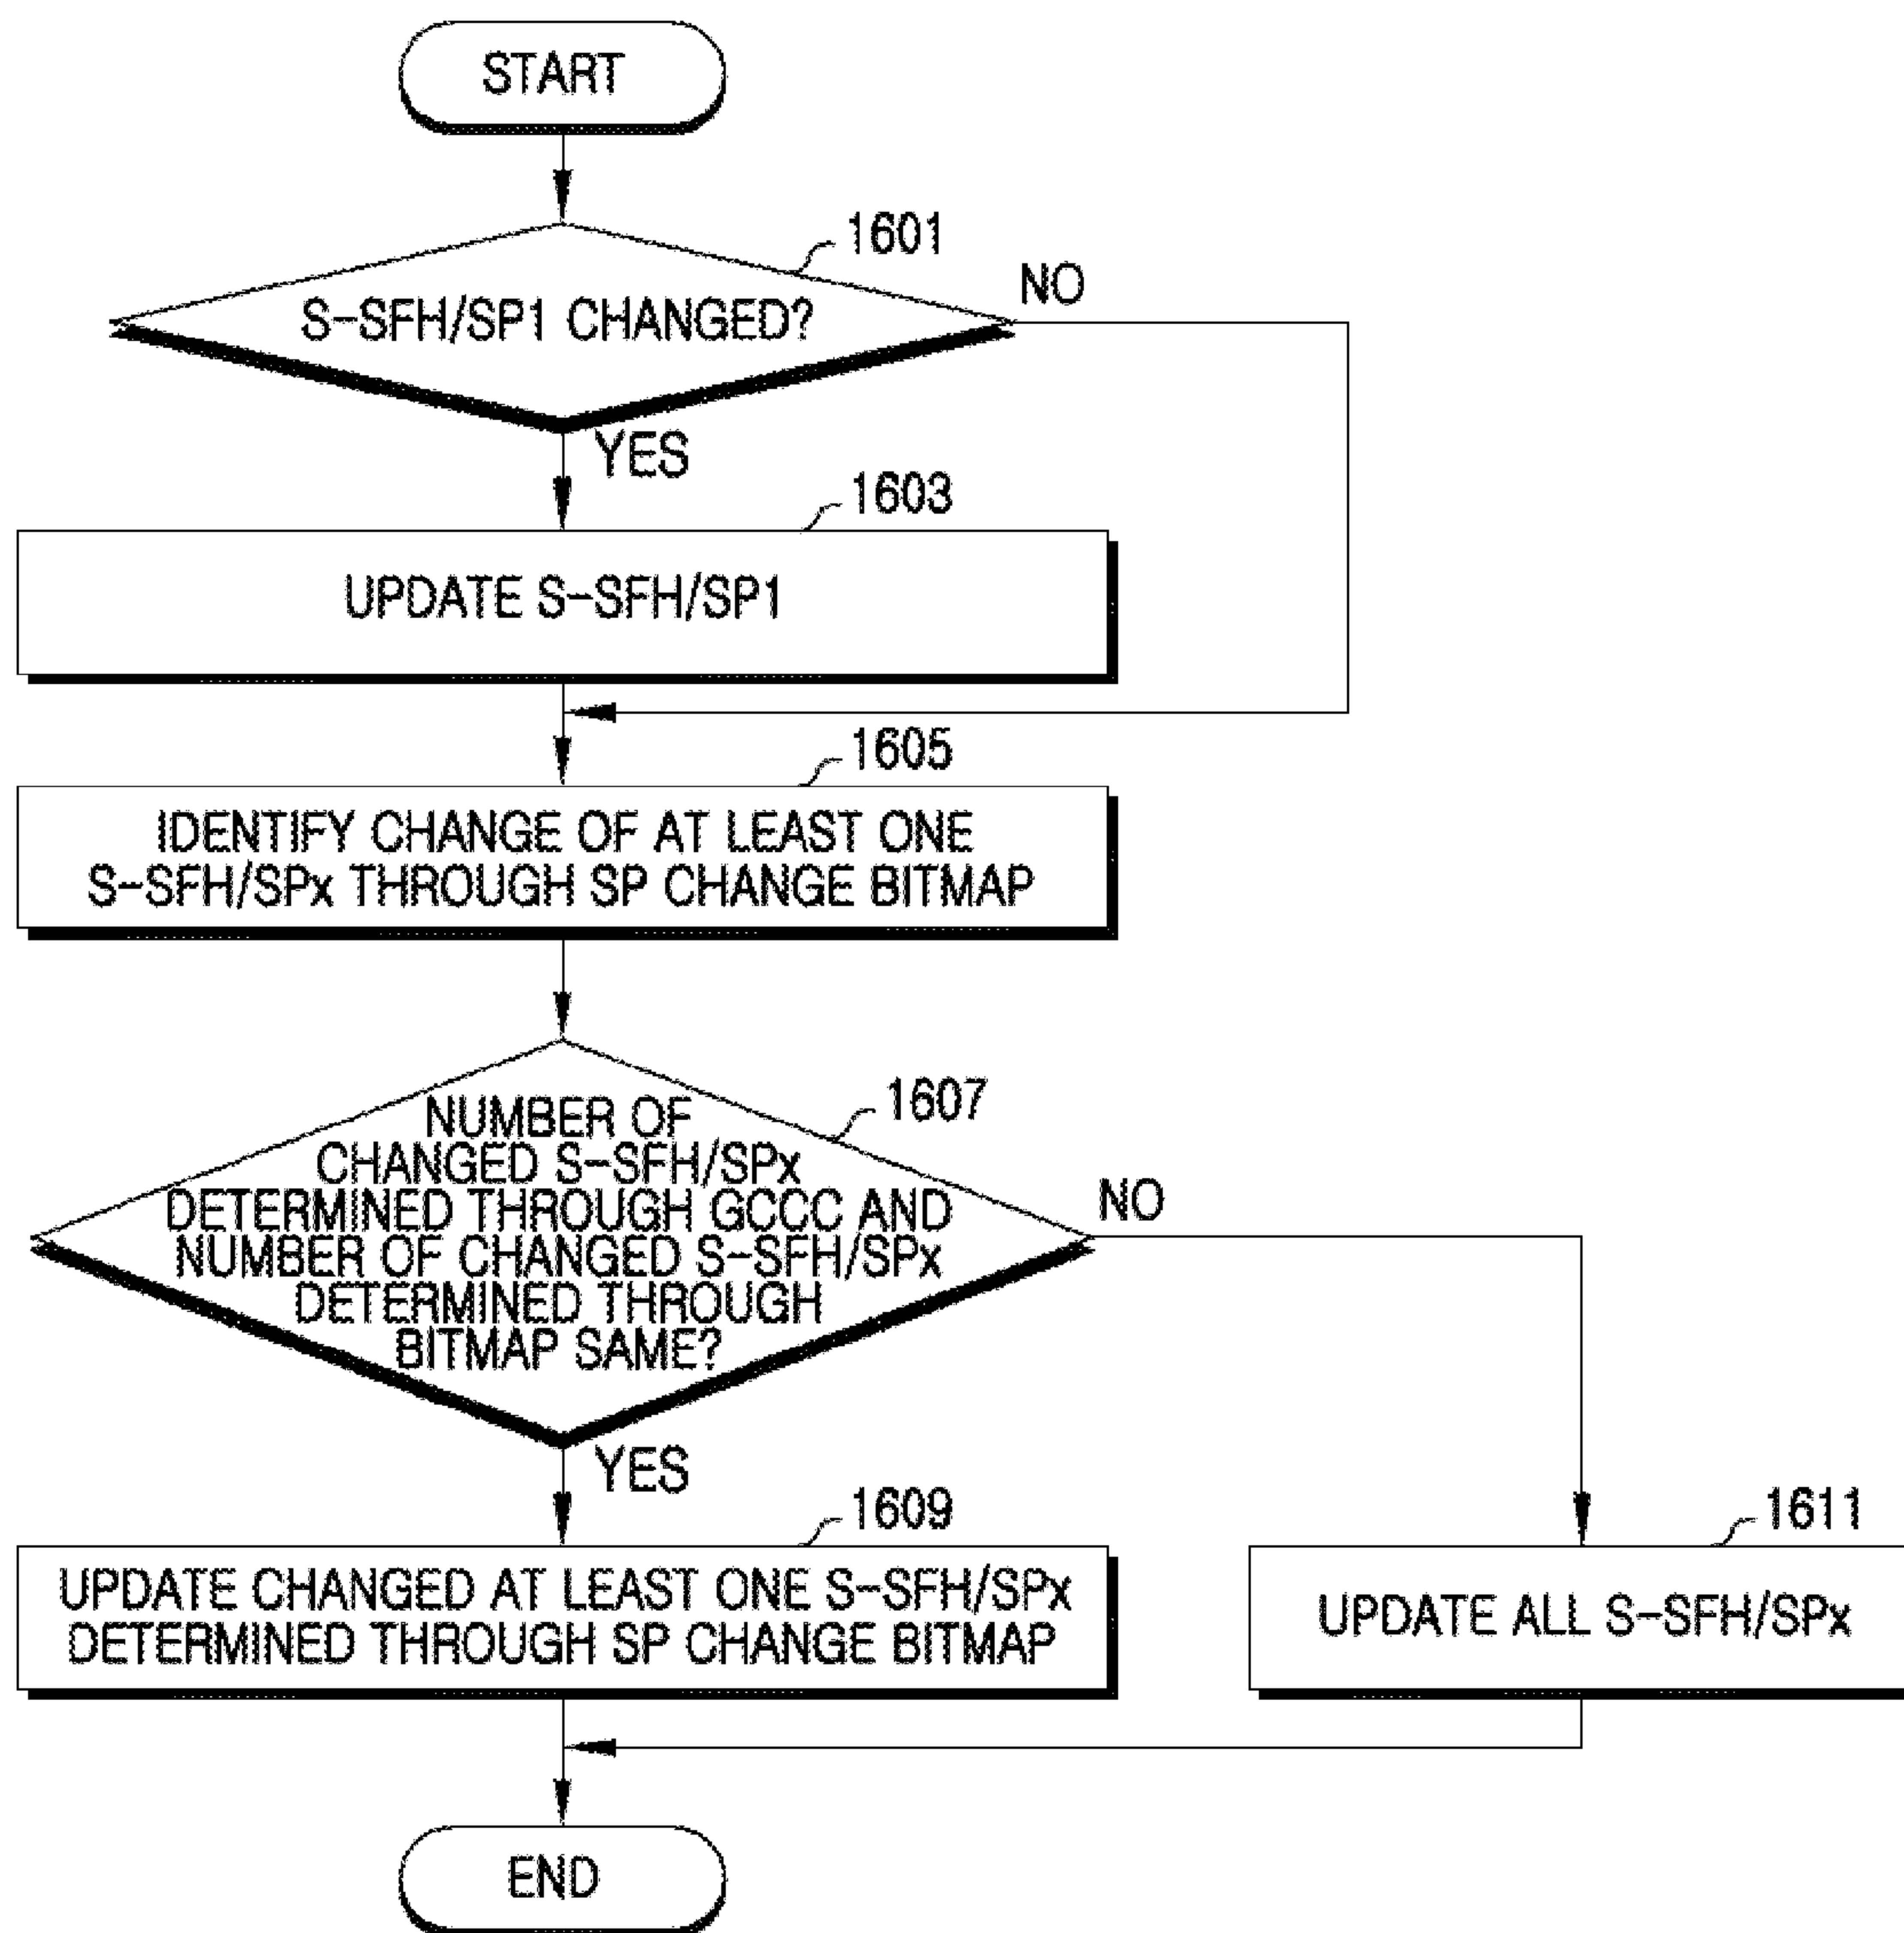 START
1601
S-SFH/SP1 CHANGED?
NO
YES
1603
UPDATE S-SFH/SP1
1605
IDENTIFY CHANGE OF AT LEAST ONE
S-SFH/SPx THROUGH SP CHANGE BITMAP
1607
NUMBER OF
CHANGED S-SFH/SPx
DETERMINED THROUGH GCCC AND
NUMBER OF CHANGED S-SFH/SPx
DETERMINED THROUGH
BITMAP SAME?
NO
YES
1609
UPDATE CHANGED AT LEAST ONE S-SFH/SPx
DETERMINED THROUGH SP CHANGE BITMAP
1611
UPDATE ALL S-SFH/SPx
END